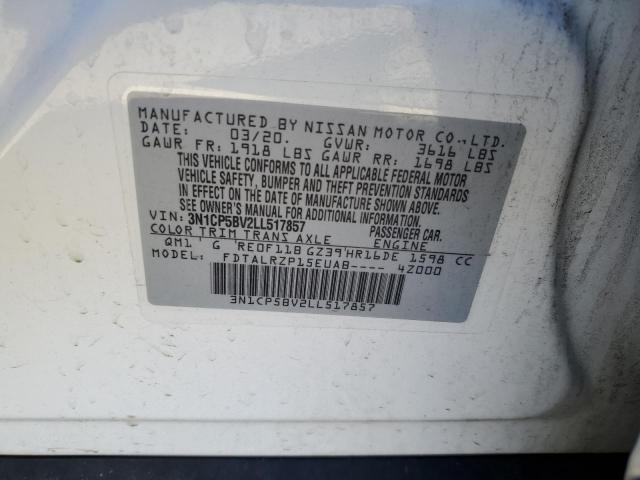 MANUFACTURED BY NISSAN MOTOR CO., LTD.
DATE: 03/20. GVWR: 3616 LBS
GAWR FR: 1918 LBS GAWR RR: 1698 LBS
THIS VEHICLE CONFORMS TO ALL APPLICABLE FEDERAL MOTOR
VEHICLE SAFETY, BUMPER AND THEFT PREVENTION STANDARDS
IN EFFECT ON THE DATE OF MANUFACTURE SHOWN ABOVE.
SEE OWNER'S MANUAL FOR ADDITIONAL INFORMATION.
VIN: 3N1CP5BV2LL517857 PASSENGER CAR.
COLOR TRIM TRANS AXLE ENGINE
QM1 G RE0F11B GZ39 HR16DE 1598 CC
MODEL: FDTALRZP15EUAB---- 4Z000
3N1CP5BV2LL517857